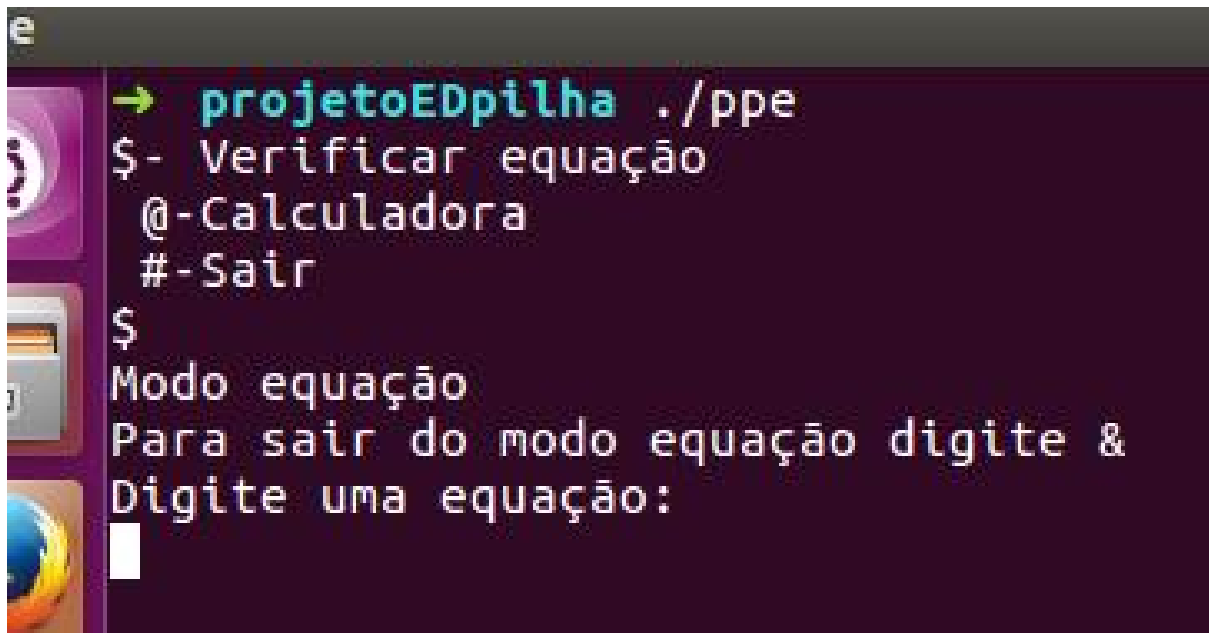 e
→ projetoEDpilha ./ppe
$- Verificar equação
@-Calculadora
#-Sair
$
Modo equação
Para sair do modo equação digite &
Digite uma equação: